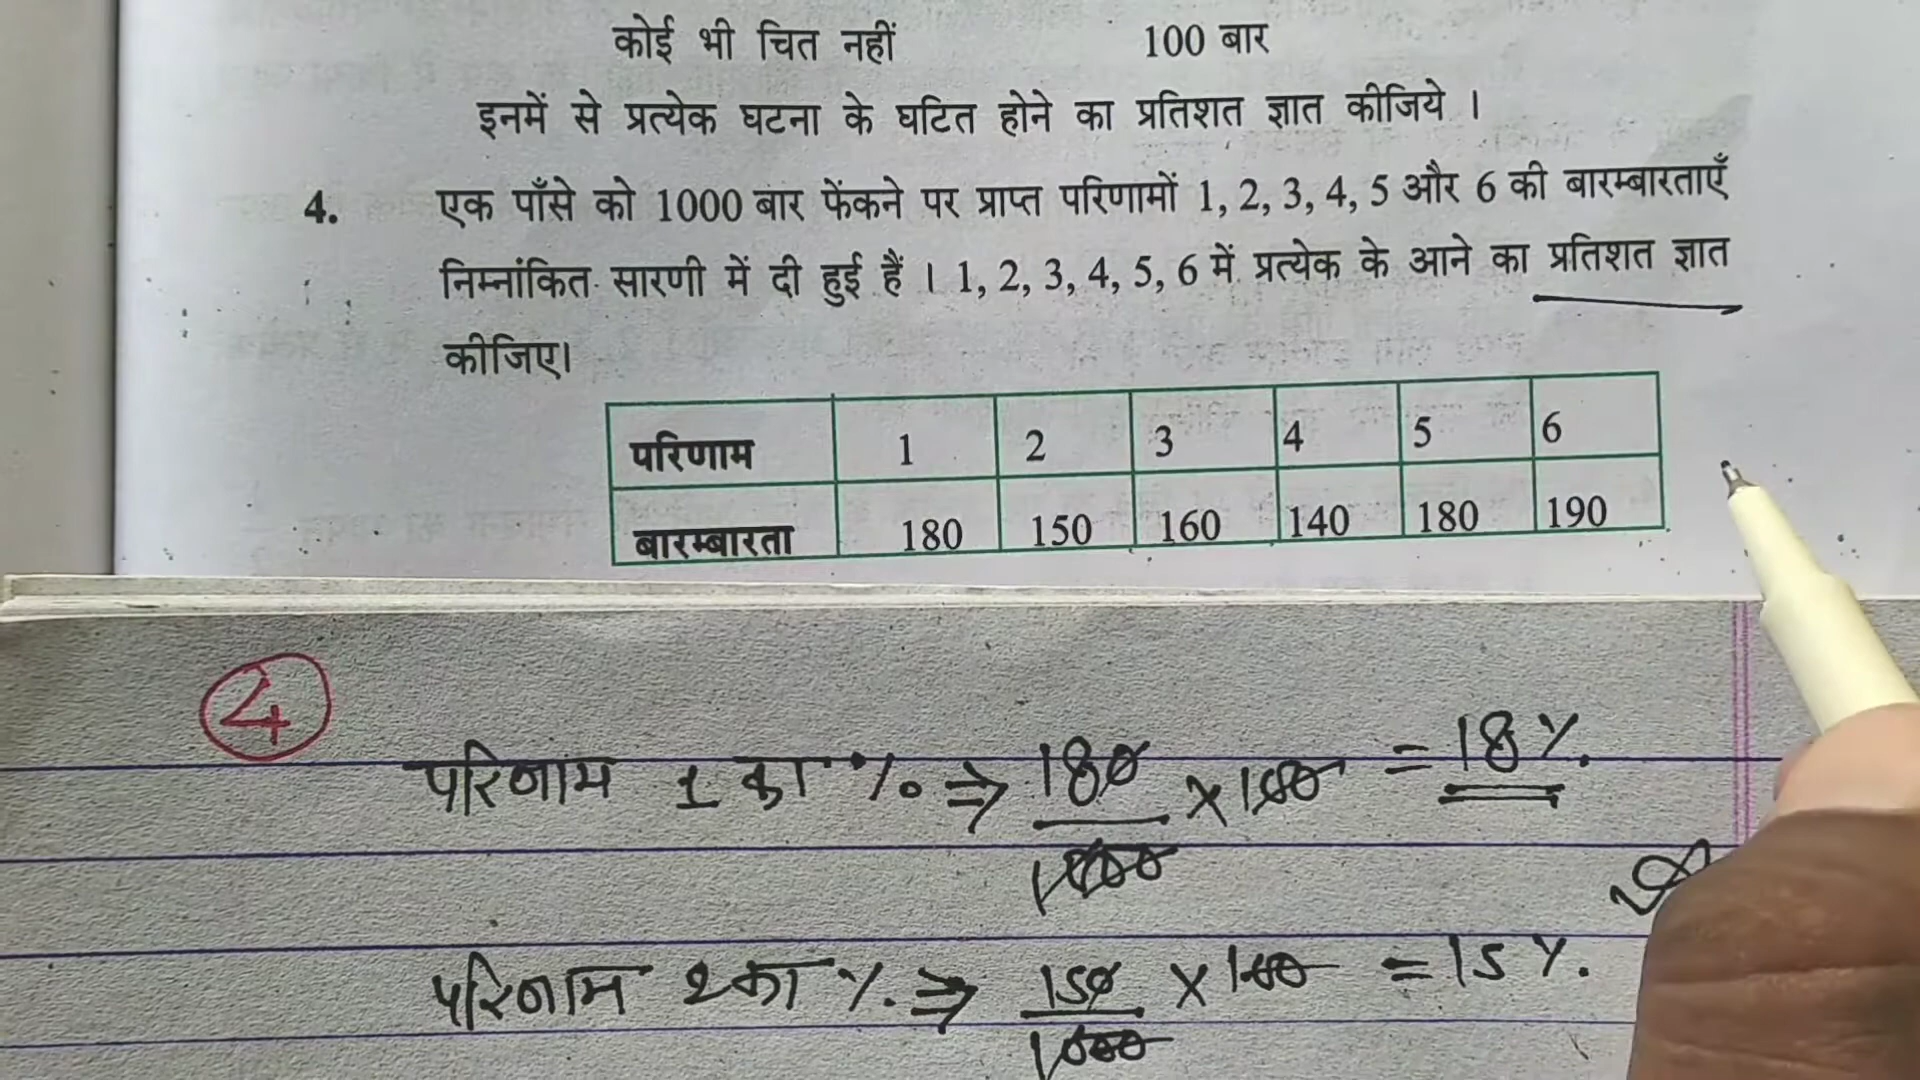 कोई भी चित नहीं 100 बार
इनमें से प्रत्येक घटना के घटित होने का प्रतिशत ज्ञात कीजिये ।
4. एक पाँसे को 1000 बार फेंकने पर प्राप्त परिणामों 1, 2, 3, 4, 5 और 6 की बारम्बारताएँ
निम्नांकित सारणी में दी हुई हैं । 1, 2, 3, 4, 5, 6 में प्रत्येक के आने का प्रतिशत ज्ञात
कीजिए।
परिणाम 1 2 3 4 5 6
बारम्बारता 180 150 160 140 180 190
4
परिणाम 1 का % ⇒ 180/1000 × 100 = 18 %.
परिणाम 2 का %. ⇒ 150/1000 × 100 = 15 %.